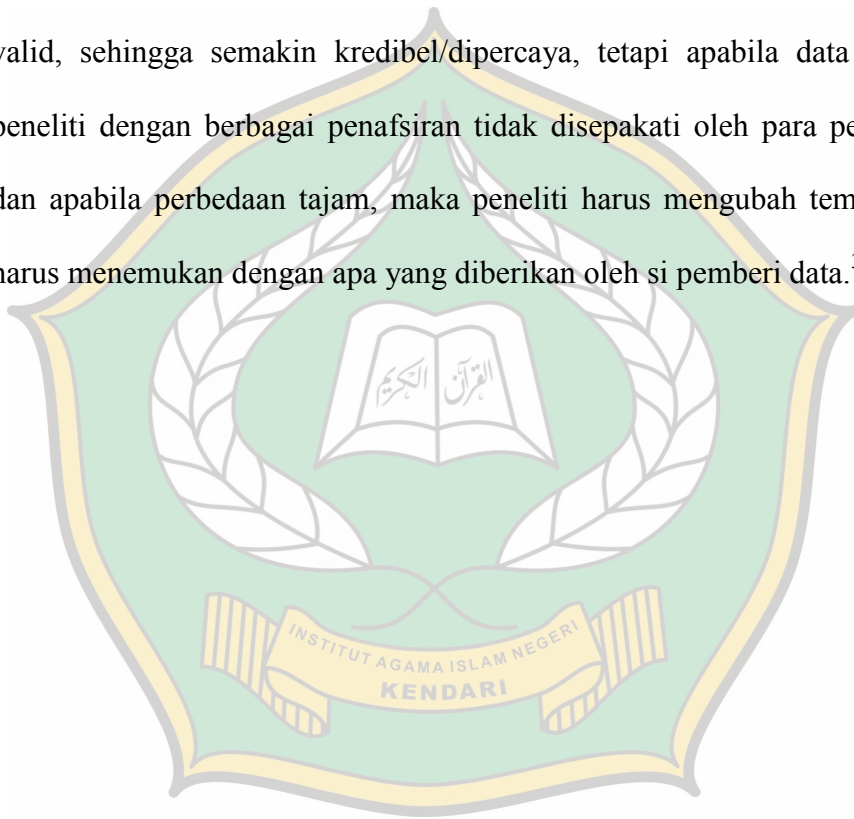 valid, sehingga semakin kredibel/dipercaya, tetapi apabila data
peneliti dengan berbagai penafsiran tidak disepakati oleh para
dan apabila perbedaan tajam, maka peneliti harus mengubah
harus menemukan dengan apa yang diberikan oleh si pemberi data.
القرآن الكريم
INSTITUT AGAMA ISLAM NEGERI
KENDARI